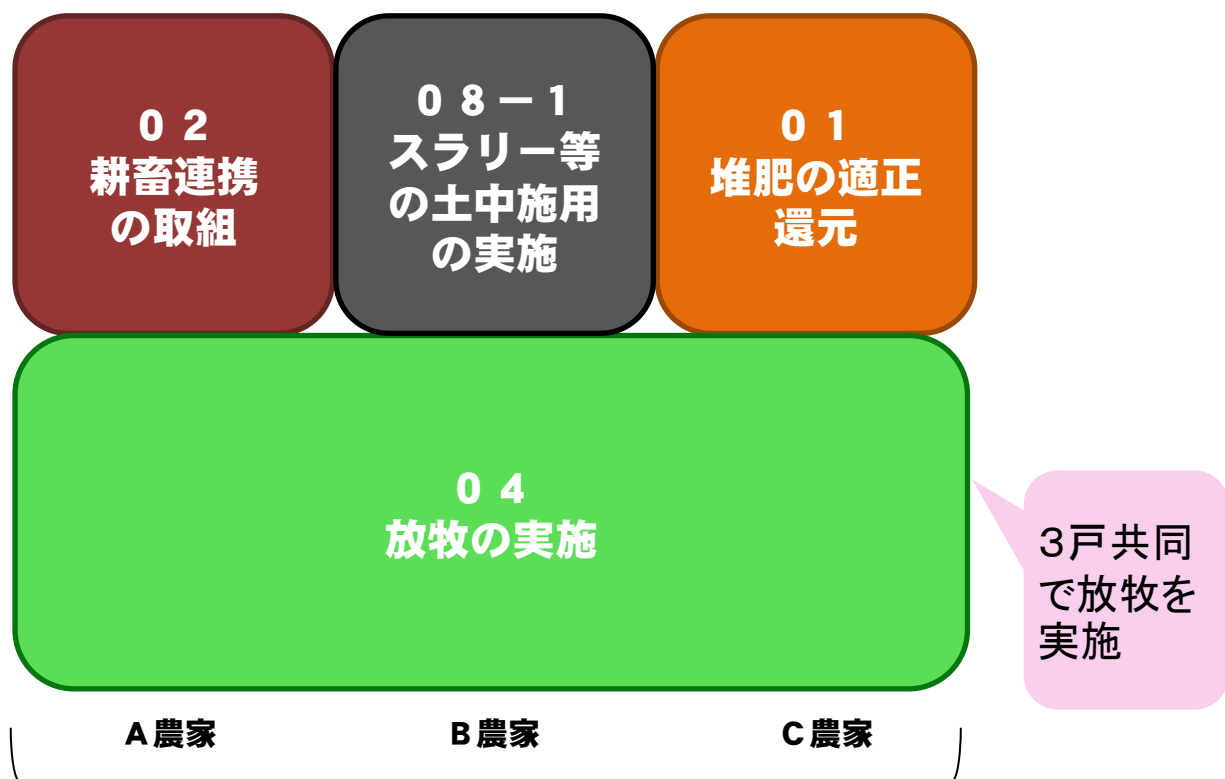 ０２
耕畜連携
の取組
０８－１
スラリー等
の土中施用
の実施
０１
堆肥の適正
還元
０４
放牧の実施
３戸共同
で放牧を
実施
Ａ農家
Ｂ農家
Ｃ農家